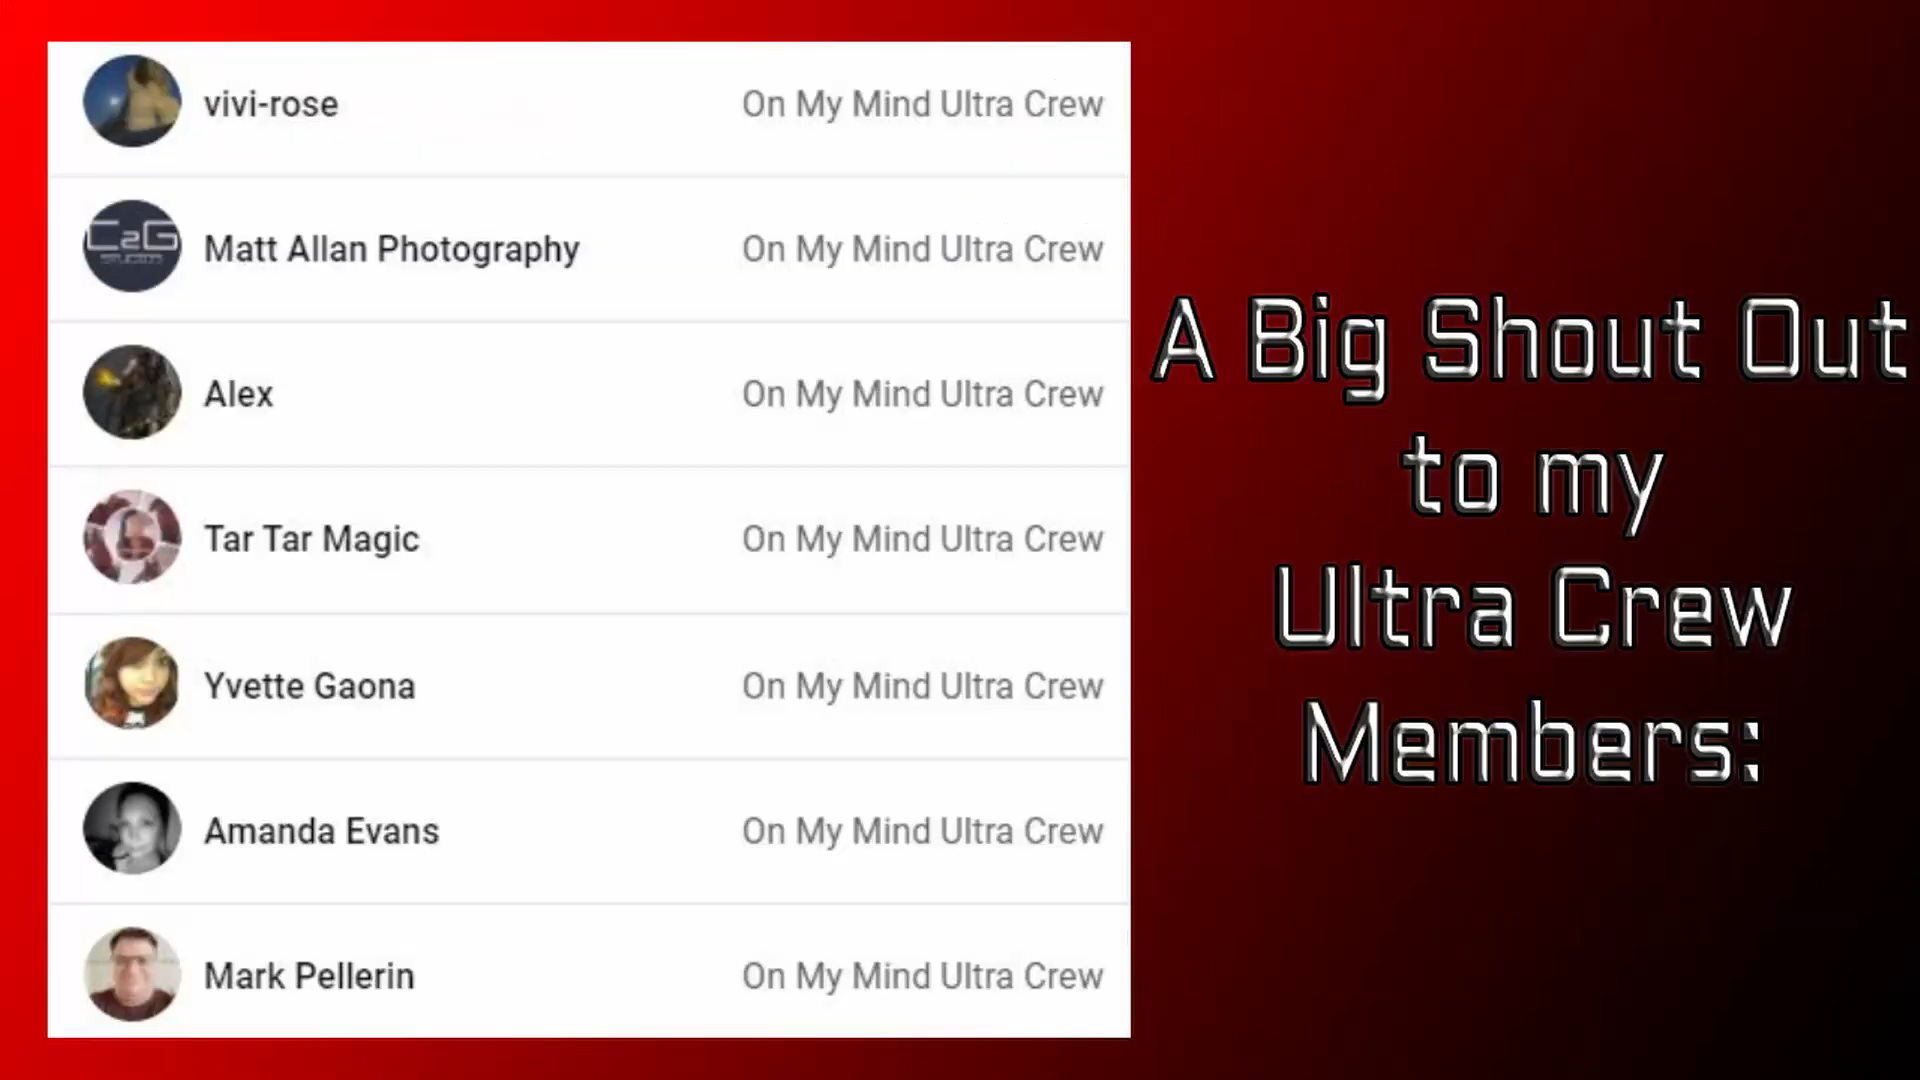 vivi-rose On My Mind Ultra Crew
C2G
STUDIOS
Matt Allan Photography On My Mind Ultra Crew
Alex On My Mind Ultra Crew
Tar Tar Magic On My Mind Ultra Crew
Yvette Gaona On My Mind Ultra Crew
Amanda Evans On My Mind Ultra Crew
Mark Pellerin On My Mind Ultra Crew
A Big Shout Out
to my
Ultra Crew
Members: